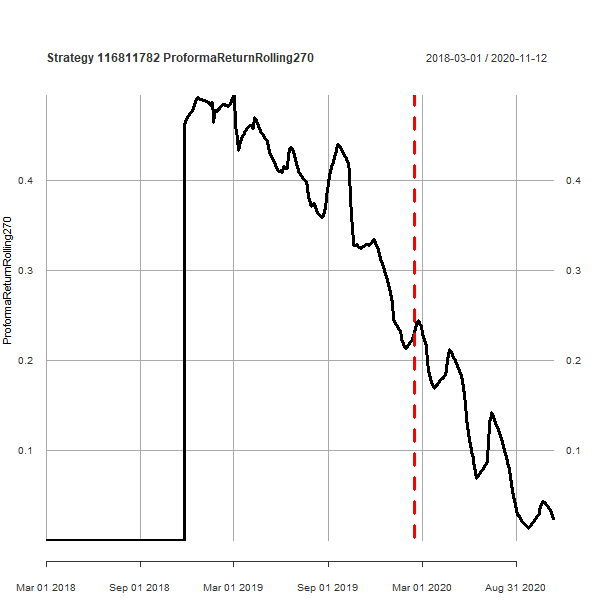 Strategy 116811782 ProformaReturnRolling270
2018-03-01 / 2020-11-12
ProformaReturnRolling270
0.4 0.4
0.3 0.3
0.2 0.2
0.1 0.1
Mar 01 2018 Sep 01 2018 Mar 01 2019 Sep 01 2019 Mar 01 2020 Aug 31 2020